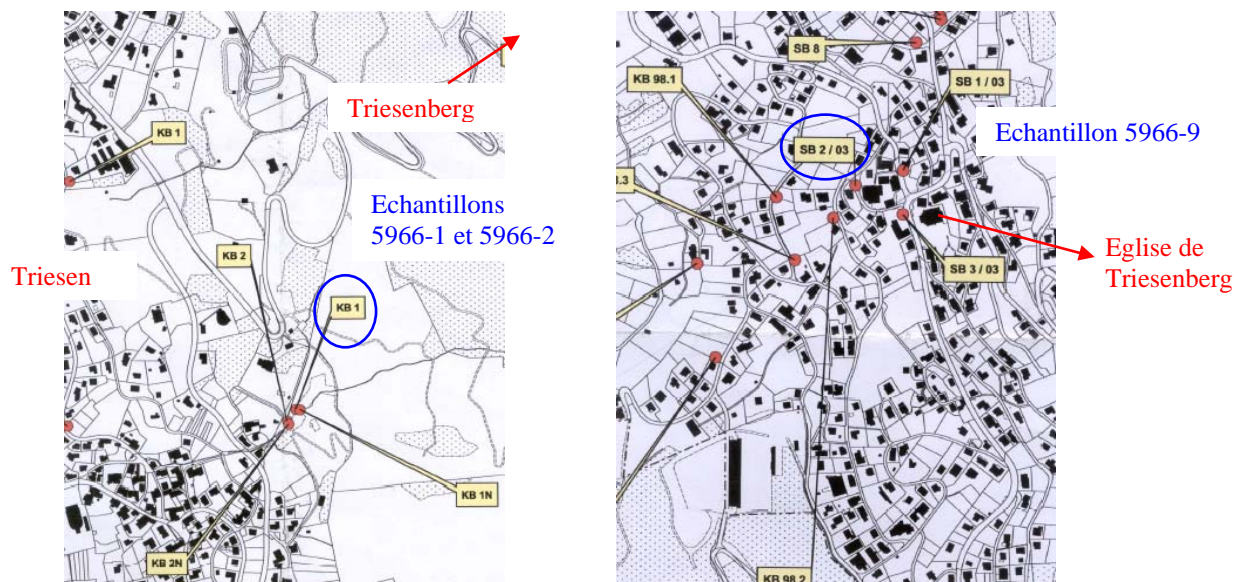 Triesenberg
KB 1
Echantillons
5966-1 et 5966-2
KB 2
Triesen
KB 1
KB 1N
KB 2N
SB 8
KB 98.1
SB 1 / 03
Echantillon 5966-9
SB 2 / 03
Eglise de
Triesenberg
SB 3 / 03
KB 98.2